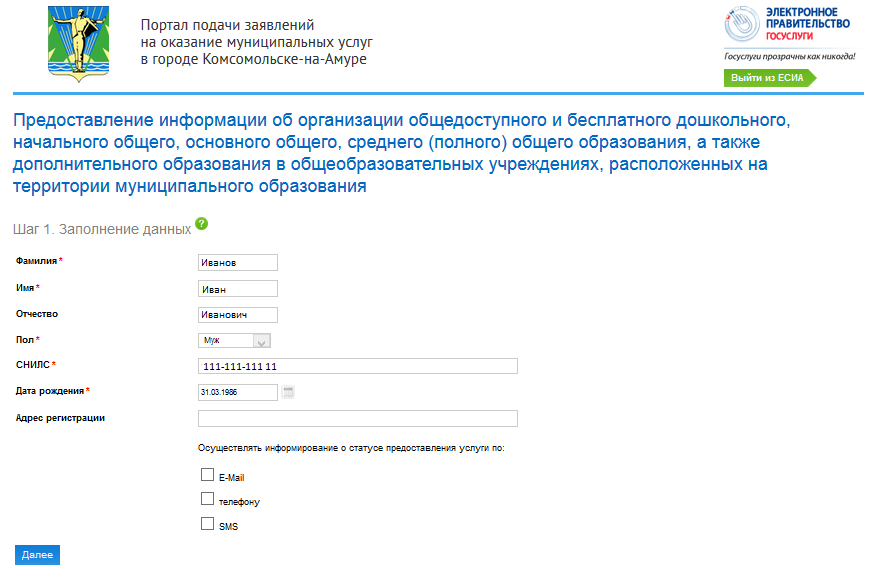 Портал подачи заявлений
на оказание муниципальных услуг
в городе Комсомольске-на-Амуре
ЭЛЕКТРОННОЕ
ПРАВИТЕЛЬСТВО
ГОСУСЛУГИ
Госуслуги прозрачны как никогда!
Выйти из ЕСИА
Предоставление информации об организации общедоступного и бесплатного дошкольного,
начального общего, основного общего, среднего (полного) общего образования, а также
дополнительного образования в общеобразовательных учреждениях, расположенных на
территории муниципального образования
Шаг 1. Заполнение данных ?
Фамилия * Иванов
Имя * Иван
Отчество Иванович
Пол * Муж
СНИЛС * 111-111-111 11
Дата рождения * 31.03.1986
Адрес регистрации
Осуществлять информирование о статусе предоставления услуги по:
E-Mail
телефону
SMS
Далее